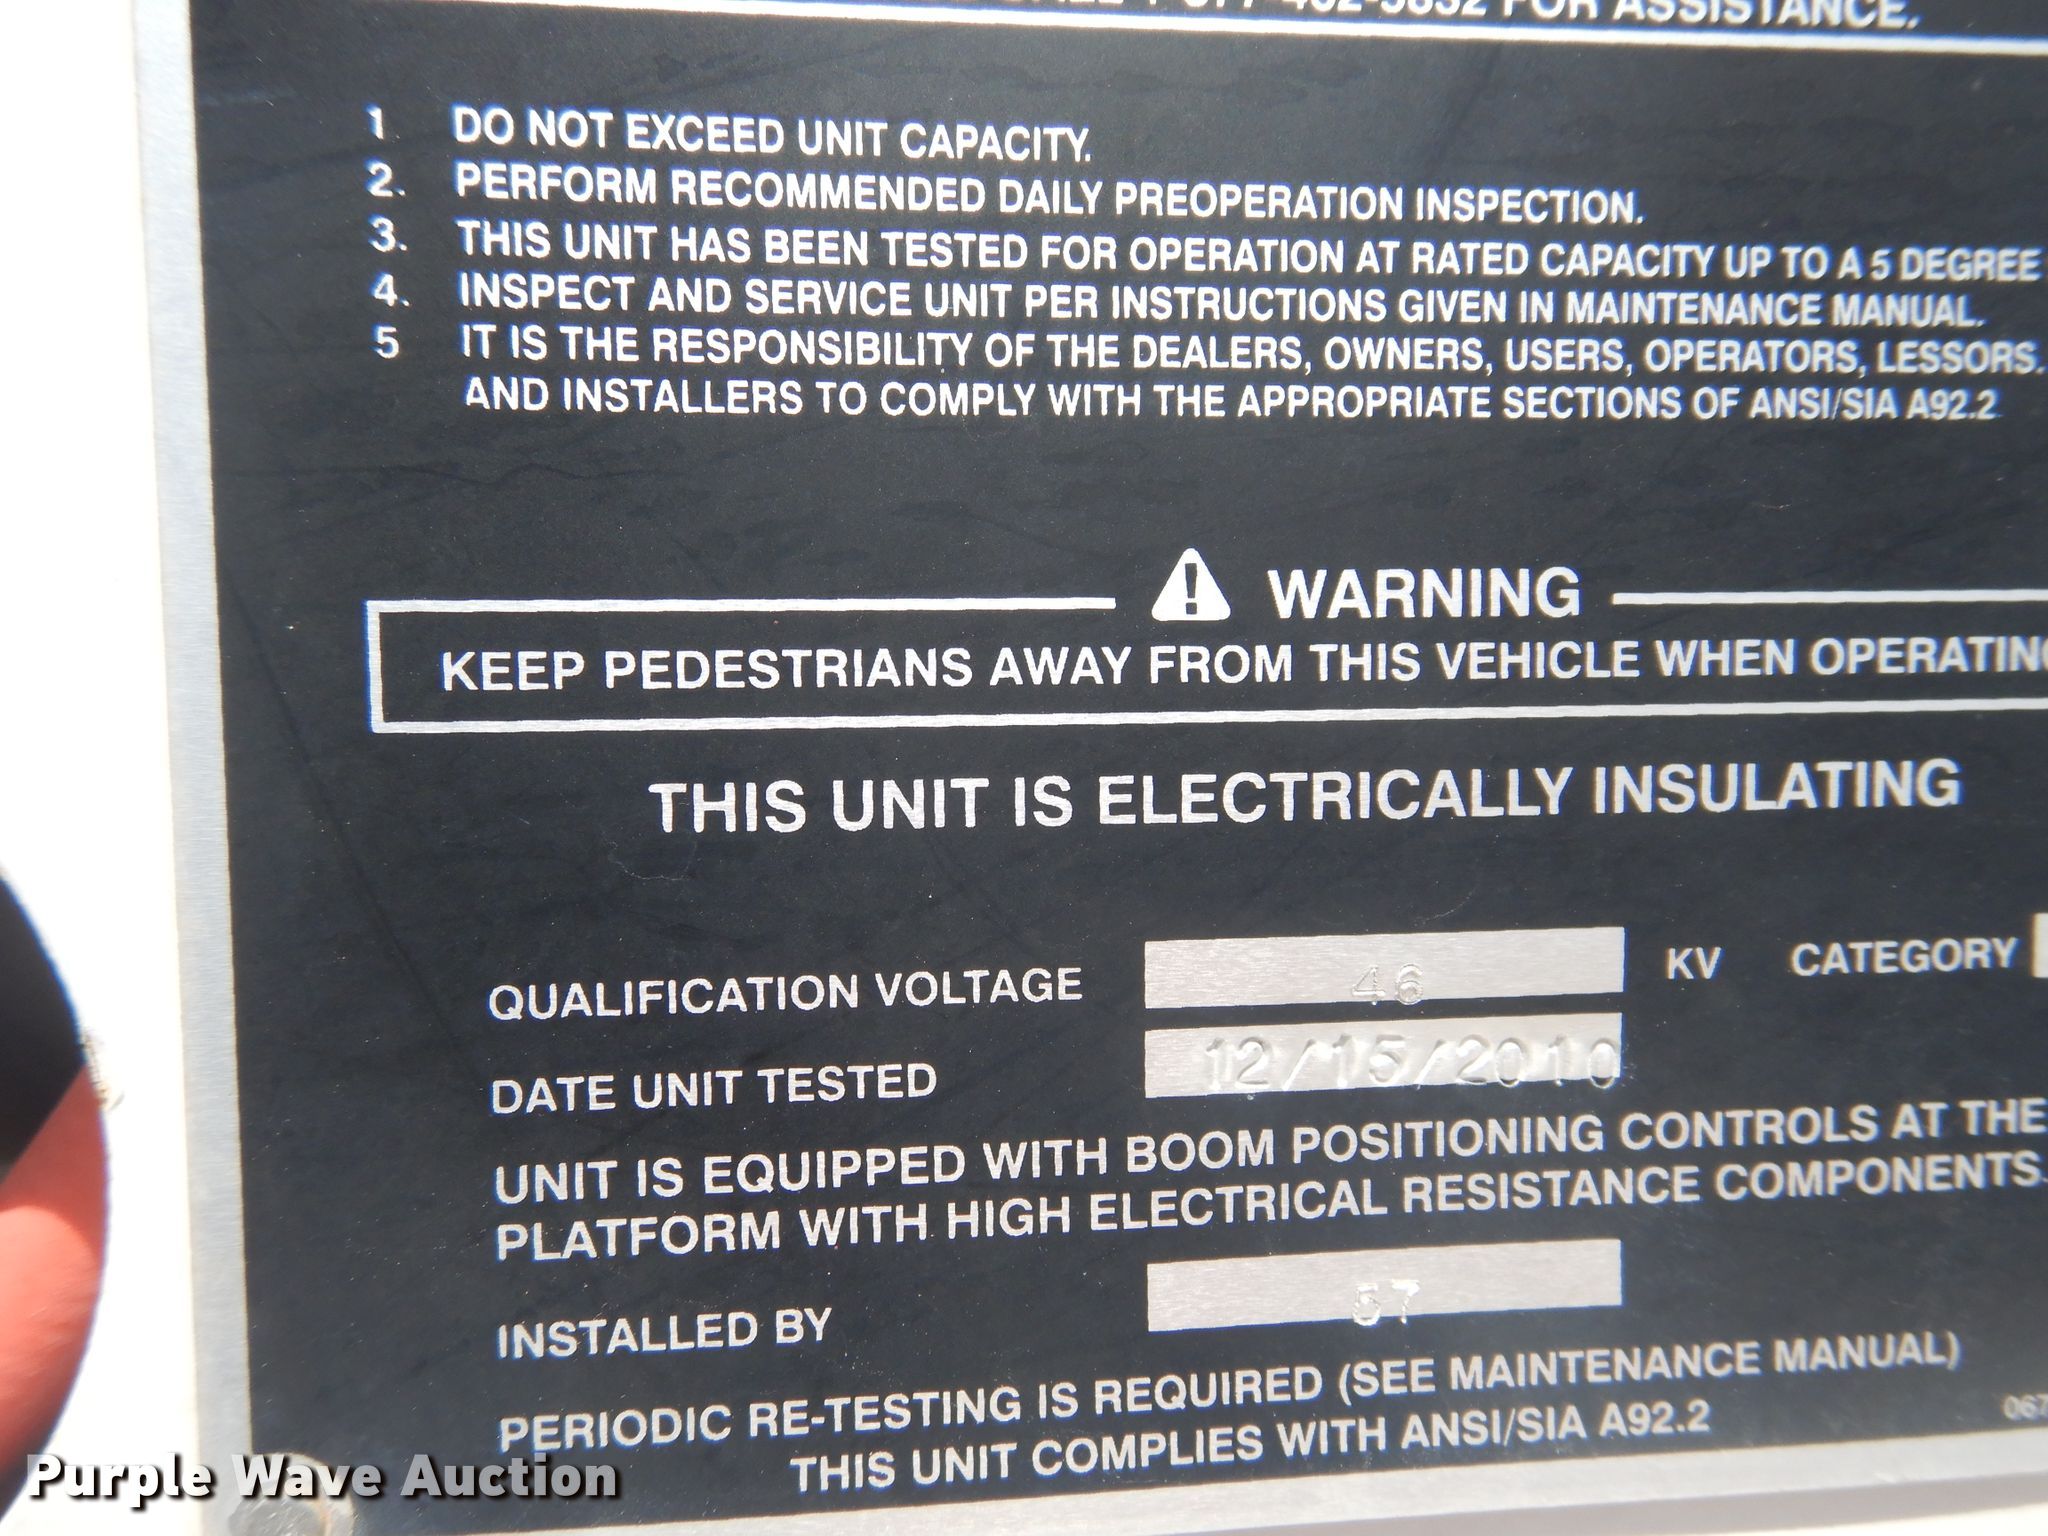 FOR ASSISTANCE.
1. DO NOT EXCEED UNIT CAPACITY.
2. PERFORM RECOMMENDED DAILY PREOPERATION INSPECTION.
3. THIS UNIT HAS BEEN TESTED FOR OPERATION AT RATED CAPACITY UP TO A 5 DEGREE
4. INSPECT AND SERVICE UNIT PER INSTRUCTIONS GIVEN IN MAINTENANCE MANUAL.
5 IT IS THE RESPONSIBILITY OF THE DEALERS, OWNERS, USERS, OPERATORS, LESSORS.
AND INSTALLERS TO COMPLY WITH THE APPROPRIATE SECTIONS OF ANSI/SIA A92.2
WARNING
KEEP PEDESTRIANS AWAY FROM THIS VEHICLE WHEN OPERATING
THIS UNIT IS ELECTRICALLY INSULATING
QUALIFICATION VOLTAGE 46 KV CATEGORY
DATE UNIT TESTED 12/15/2010
UNIT IS EQUIPPED WITH BOOM POSITIONING CONTROLS AT THE
PLATFORM WITH HIGH ELECTRICAL RESISTANCE COMPONENTS.
INSTALLED BY 57
PERIODIC RE-TESTING IS REQUIRED (SEE MAINTENANCE MANUAL)
THIS UNIT COMPLIES WITH ANSI/SIA A92.2
067
Purple Wave Auction